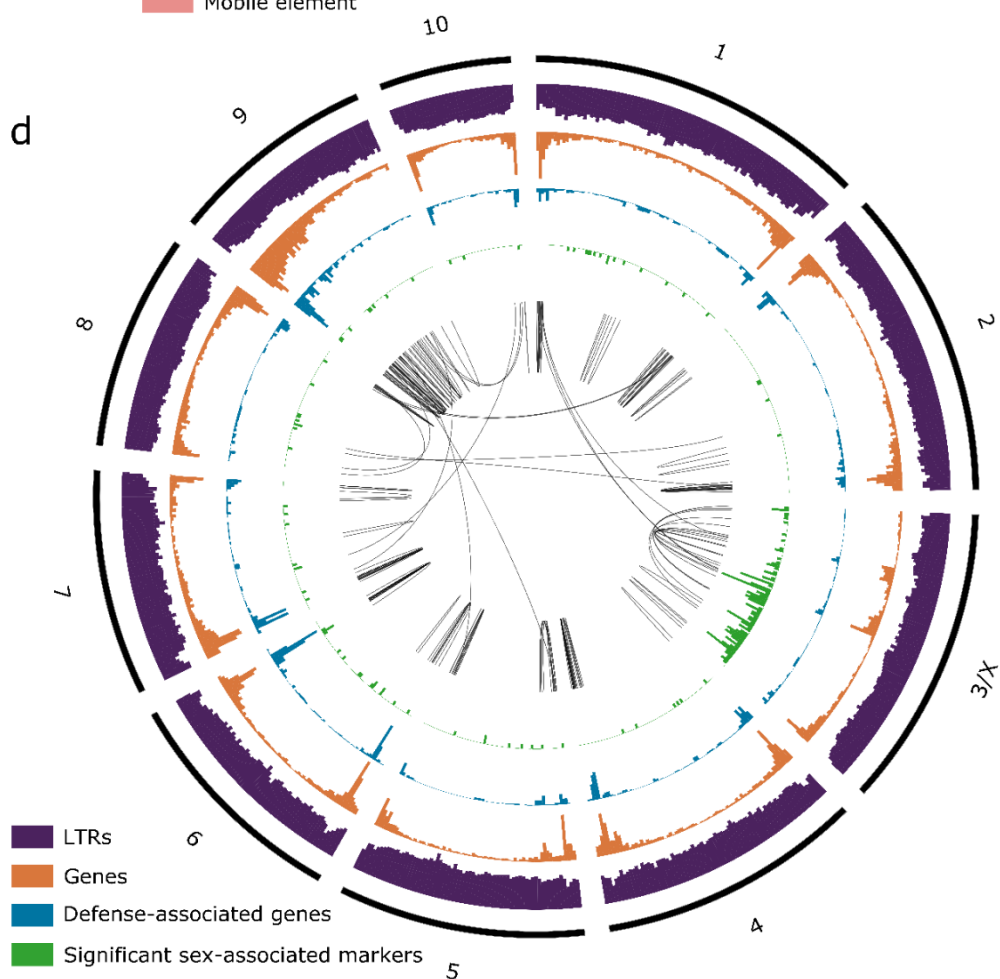 Mobile element
d
10
1
9
2
8
3/X
7
6
4
5
LTRs
Genes
Defense-associated genes
Significant sex-associated markers